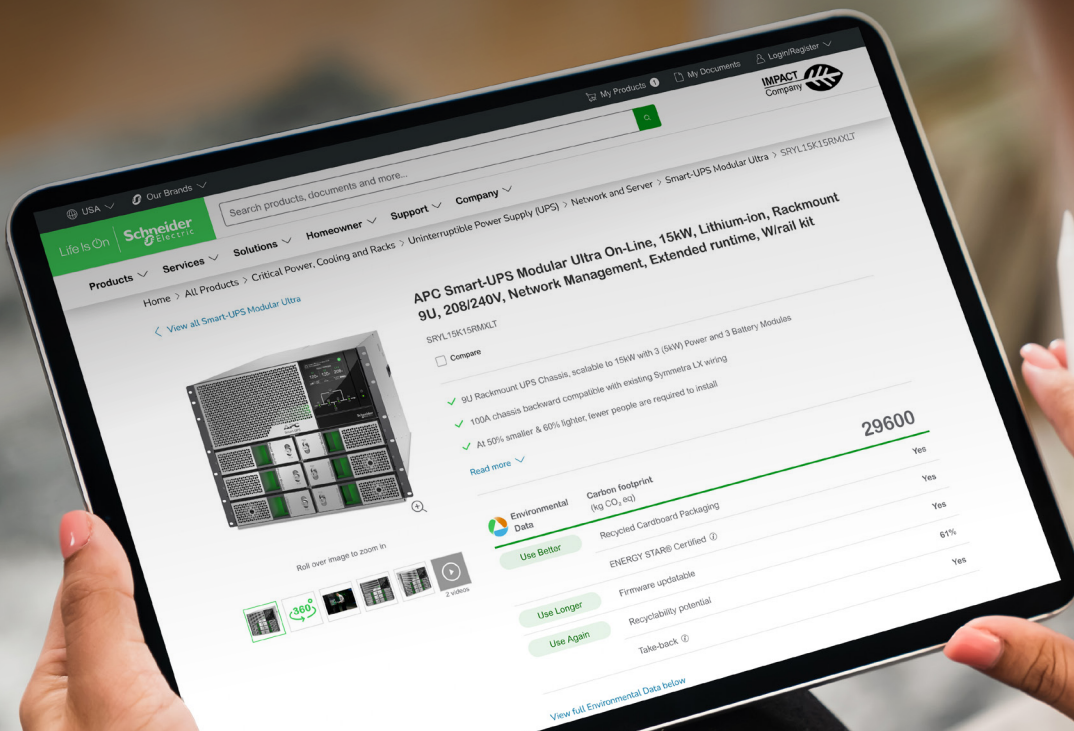 USA
Our Brands
My Products 1
My Documents
Login/Register
Life Is On
Schneider
Electric
Search products, documents and more...
IMPACT
Company
Products
Services
Solutions
Homeowner
Support
Company
Home > All Products > Critical Power, Cooling and Racks > Uninterruptible Power Supply (UPS) > Network and Server > Smart-UPS Modular Ultra > SRYL15K15RMXLT
View all Smart-UPS Modular Ultra
APC Smart-UPS Modular Ultra On-Line, 15kW, Lithium-ion, Rackmount
9U, 208/240V, Network Management, Extended runtime, W/rail kit
SRYL15K15RMXLT
Compare
9U Rackmount UPS Chassis, scalable to 15kW with 3 (5kW) Power and 3 Battery Modules
100A chassis backward compatible with existing Symmetra LX wiring
At 50% smaller & 60% lighter, fewer people are required to install
Read more
APC
Roll over image to zoom in
360°
2 videos
Environmental
Data
Carbon footprint
(kg CO₂ eq)
29600
Use Better
Recycled Cardboard Packaging Yes
ENERGY STAR® Certified Yes
Use Longer
Firmware updatable Yes
Use Again
Recyclability potential 61%
Take-back Yes
View full Environmental Data below